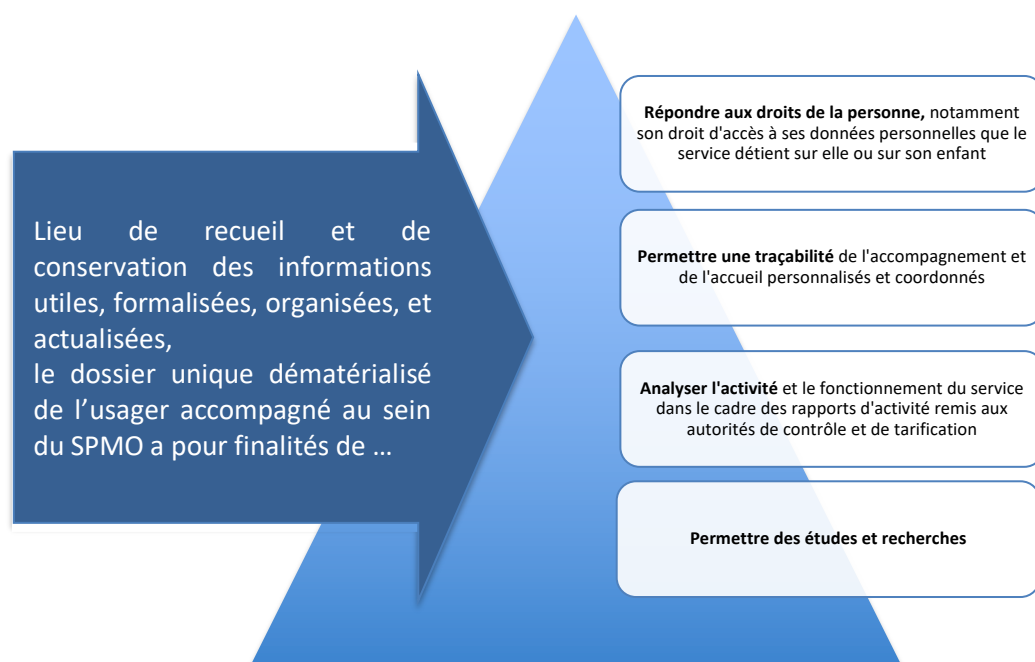 Lieu de recueil et de
conservation des informations
utiles, formalisées, organisées, et
actualisées,
le dossier unique dématérialisé
de l’usager accompagné au sein
du SPMO a pour finalités de …
Répondre aux droits de la personne, notamment
son droit d'accès à ses données personnelles que le
service détient sur elle ou sur son enfant
Permettre une traçabilité de l'accompagnement et
de l'accueil personnalisés et coordonnés
Analyser l'activité et le fonctionnement du service
dans le cadre des rapports d'activité remis aux
autorités de contrôle et de tarification
Permettre des études et recherches